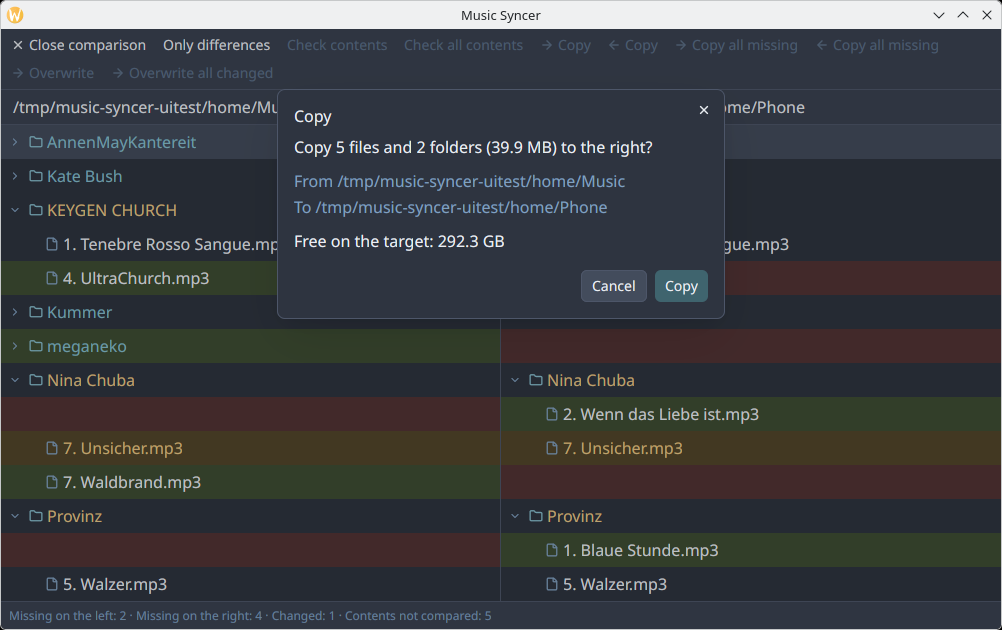 Music Syncer
Close comparison Only differences Check contents Check all contents → Copy ← Copy → Copy all missing ← Copy all missing
→ Overwrite → Overwrite all changed
/tmp/music-syncer-uitest/home/Mu
me/Phone
Copy
Copy 5 files and 2 folders (39.9 MB) to the right?
From /tmp/music-syncer-uitest/home/Music
To /tmp/music-syncer-uitest/home/Phone
Free on the target: 292.3 GB
Cancel Copy
AnnenMayKantereit
Kate Bush
KEYGEN CHURCH
1. Tenebre Rosso Sangue.mp
gue.mp3
4. UltraChurch.mp3
Kummer
meganeko
Nina Chuba Nina Chuba
2. Wenn das Liebe ist.mp3
7. Unsicher.mp3 7. Unsicher.mp3
7. Waldbrand.mp3
Provinz Provinz
1. Blaue Stunde.mp3
5. Walzer.mp3 5. Walzer.mp3
Missing on the left: 2 · Missing on the right: 4 · Changed: 1 · Contents not compared: 5